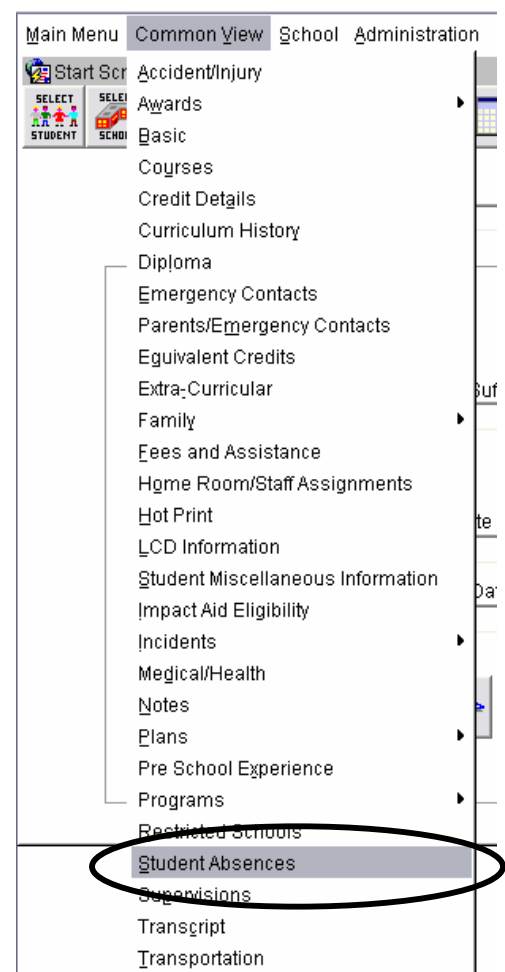 Main Menu Common View School Administration
Start Scr
SELECT STUDENT
Accident/Injury
Awards
Basic
Courses
Credit Details
Curriculum History
Diploma
Emergency Contacts
Parents/Emergency Contacts
Equivalent Credits
Extra-Curricular
Suf
Family
Fees and Assistance
Home Room/Staff Assignments
Hot Print
te
LCD Information
Student Miscellaneous Information
Dat
Impact Aid Eligibility
Incidents
Medical/Health
Notes
Plans
Pre School Experience
Programs
Restricted Schools
Student Absences
Supervisions
Transcript
Transportation